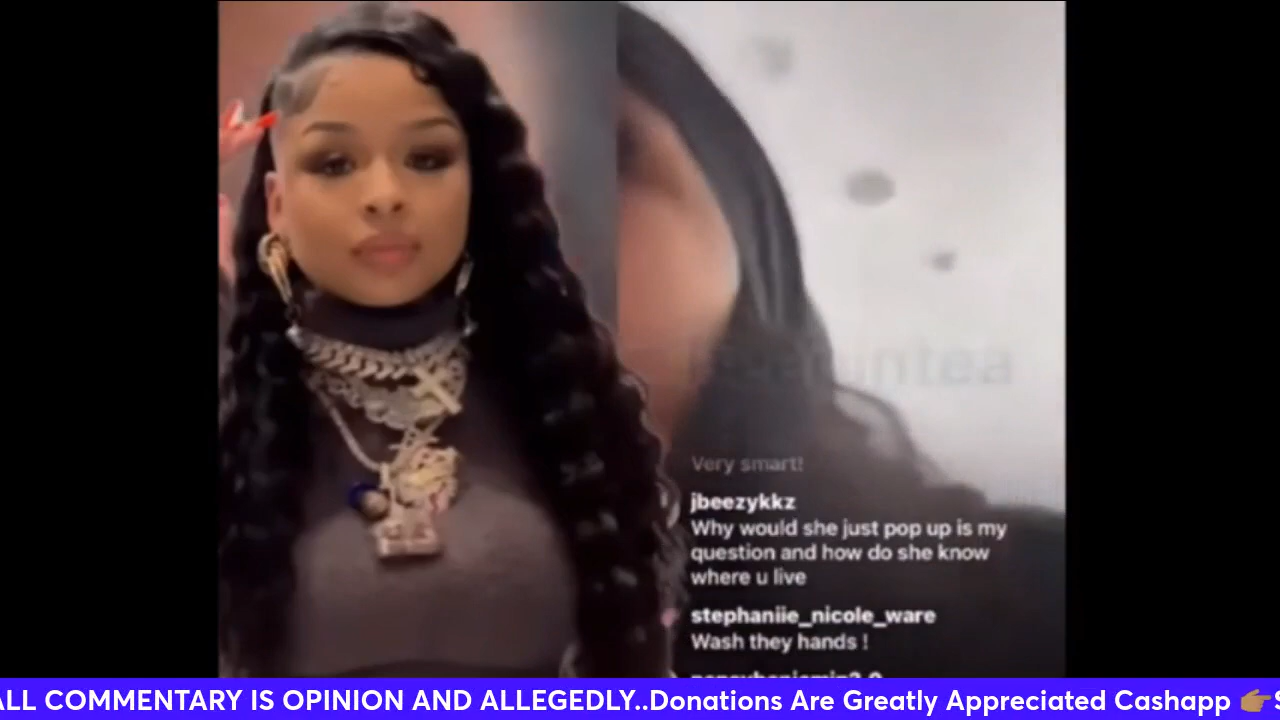 Very smart!
jbeezykkz
Why would she just pop up is my
question and how do she know
where u live
stephaniie_nicole_ware
Wash they hands !
ALL COMMENTARY IS OPINION AND ALLEGEDLY..Donations Are Greatly Appreciated Cashapp 👉🏽S